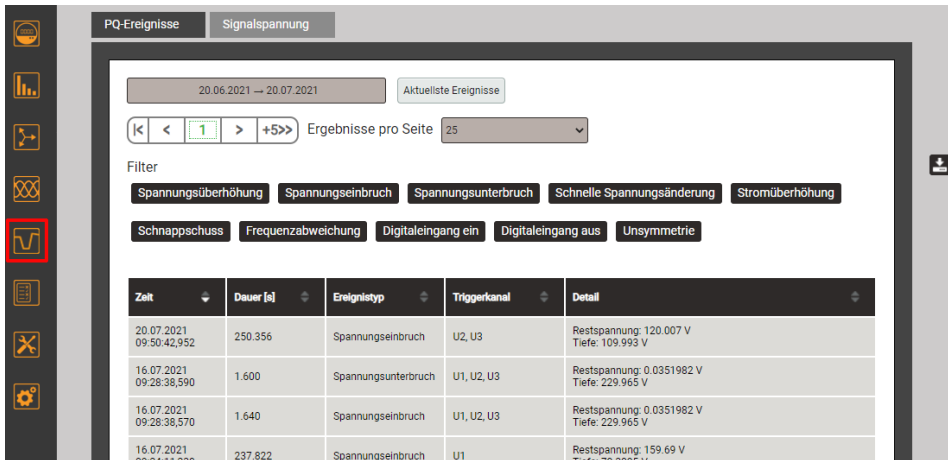 PQ-Ereignisse Signalspannung
20.06.2021 → 20.07.2021 Aktuellste Ereignisse
|< < 1 > +5>> Ergebnisse pro Seite 25
Filter
Spannungsüberhöhung Spannungseinbruch Spannungsunterbruch Schnelle Spannungsänderung Stromüberhöhung
Schnappschuss Frequenzabweichung Digitaleingang ein Digitaleingang aus Unsymmetrie
Zeit Dauer [s] Ereignistyp Triggerkanal Detail
20.07.2021
09:50:42,952 250.356 Spannungseinbruch U2, U3 Restspannung: 120.007 V
Tiefe: 109.993 V
16.07.2021
09:28:38,590 1.600 Spannungsunterbruch U1, U2, U3 Restspannung: 0.0351982 V
Tiefe: 229.965 V
16.07.2021
09:28:38,570 1.640 Spannungseinbruch U1, U2, U3 Restspannung: 0.0351982 V
Tiefe: 229.965 V
16.07.2021
237.822 Spannungseinbruch U1 Restspannung: 159.69 V